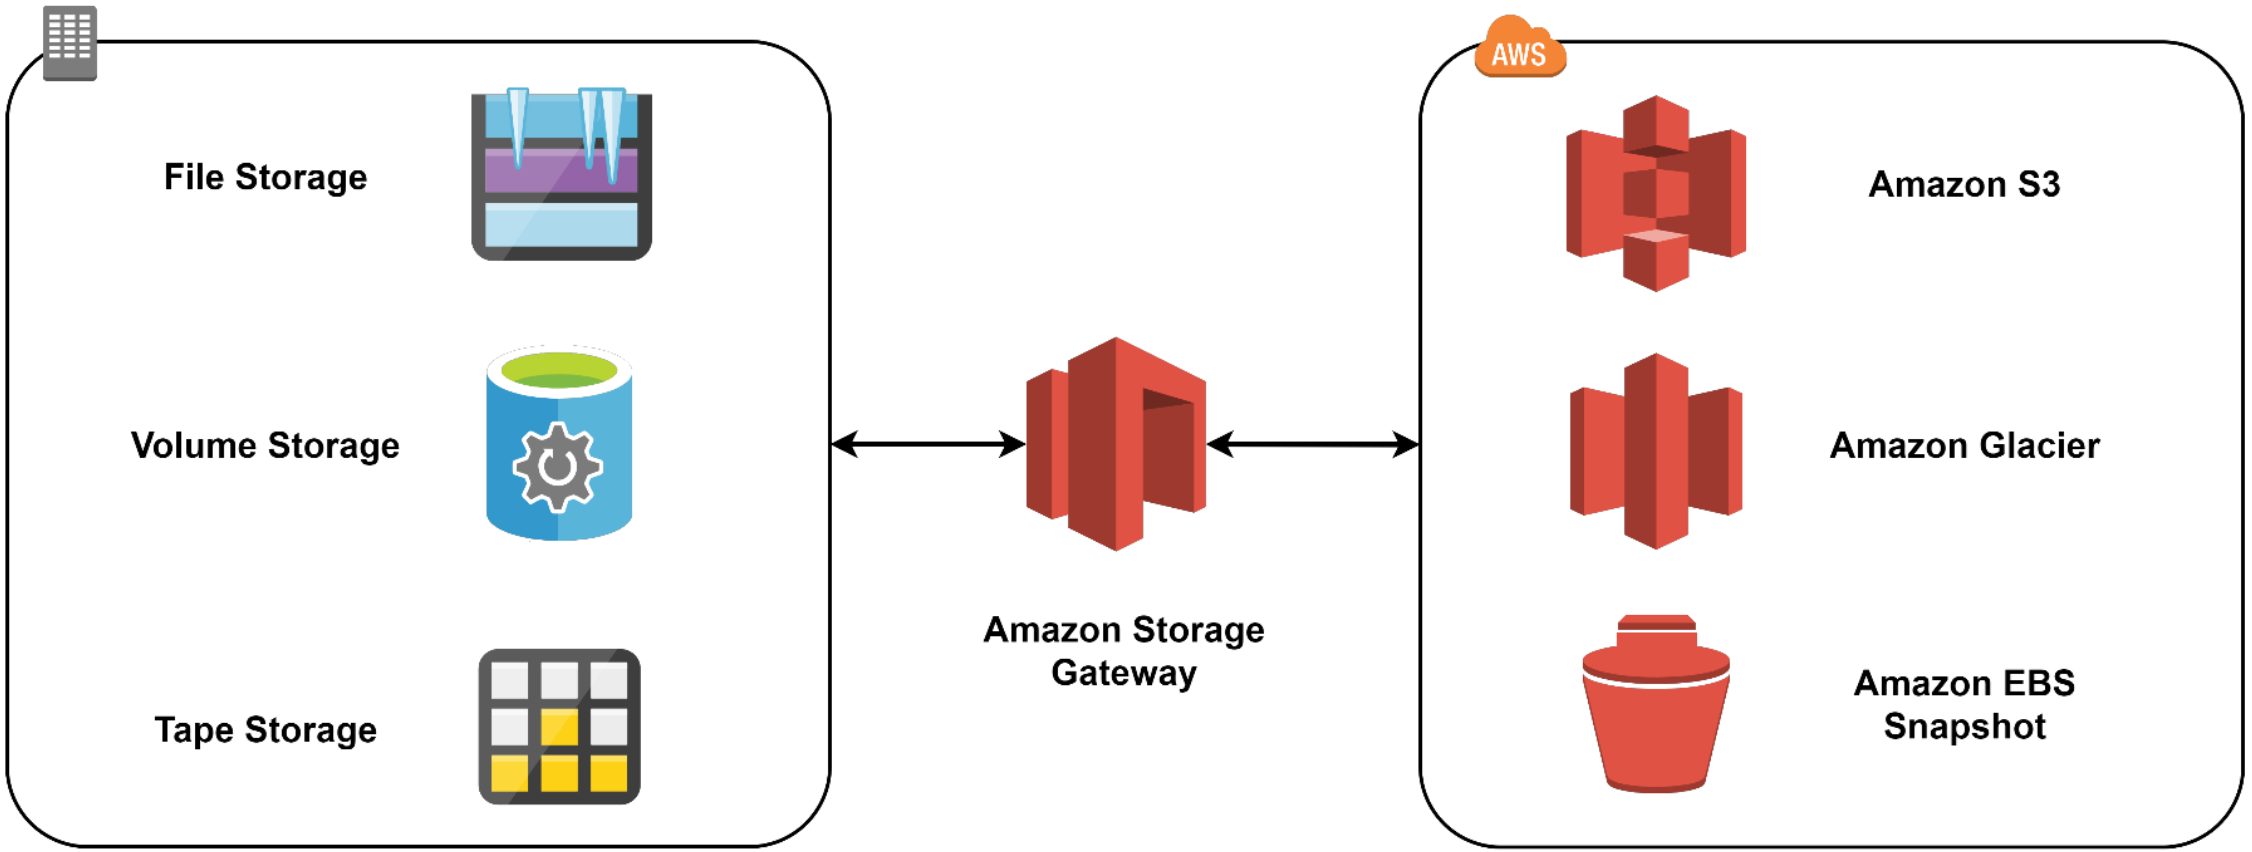 AWS
File Storage
Amazon S3
Volume Storage
Amazon Glacier
Amazon Storage
Gateway
Tape Storage
Amazon EBS
Snapshot